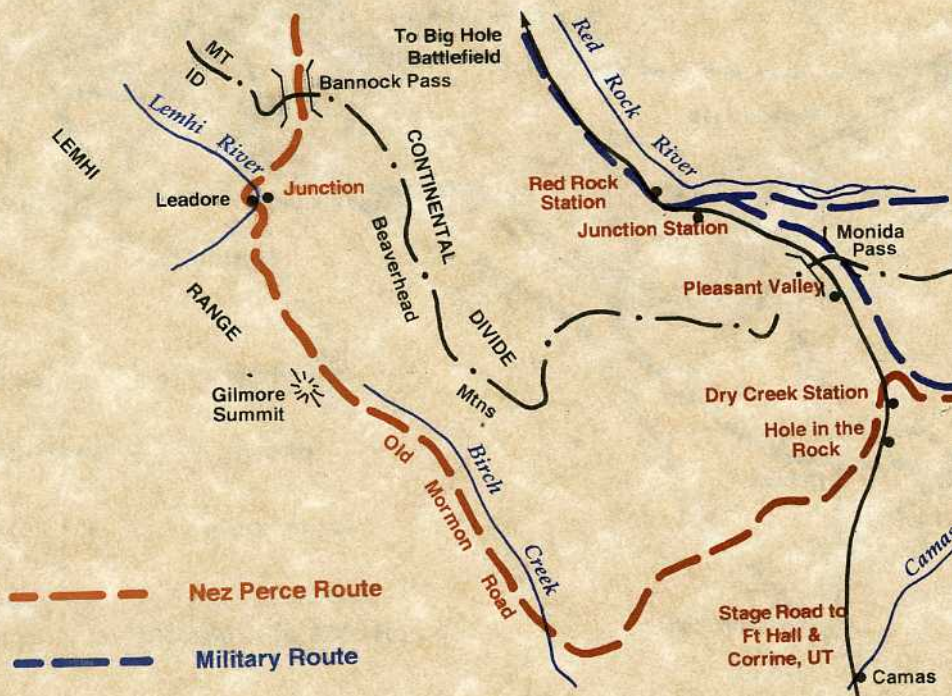 To Big Hole
Battlefield
Red Rock River
MT
ID
Bannock Pass
Lemhi River
LEMHI
RANGE
CONTINENTAL
DIVIDE
Beaverhead
Mtns
Leadore
Junction
Red Rock
Station
Junction Station
Monida
Pass
Pleasant Valley
Gilmore
Summit
Dry Creek Station
Hole in the
Rock
Old Mormon Road
Birch Creek
Camas
Nez Perce Route
Military Route
Stage Road to
Ft Hall &
Corrine, UT
Camas